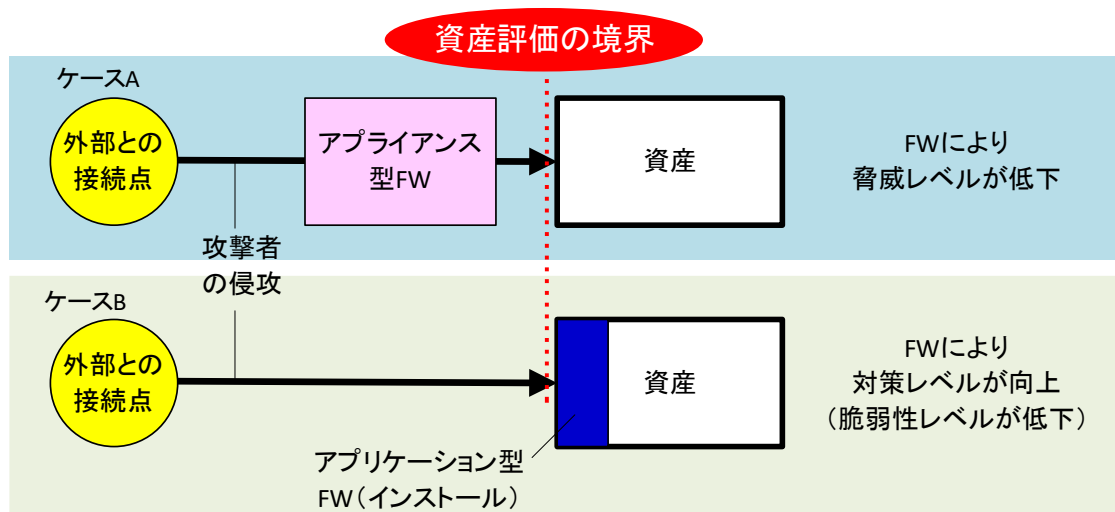 資産評価の境界
ケースA
外部との
接続点
アプライアンス
型FW
資産
FWにより
脅威レベルが低下
攻撃者
の侵攻
ケースB
外部との
接続点
資産
FWにより
対策レベルが向上
（脆弱性レベルが低下）
アプリケーション型
FW（インストール）